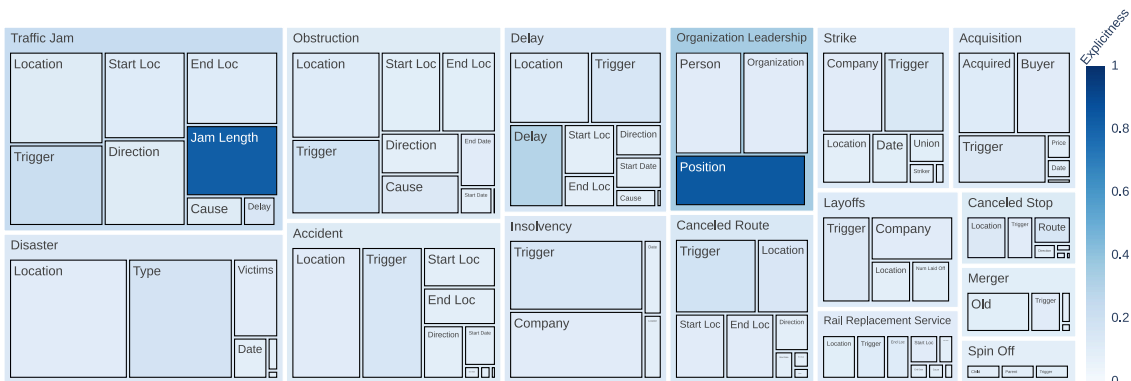 Traffic Jam
Location
Start Loc
End Loc
Jam Length
Trigger
Direction
Cause
Delay
Obstruction
Location
Start Loc
End Loc
Trigger
Direction
End Date
Cause
Start Date
Delay
Location
Trigger
Delay
Start Loc
Direction
Start Date
End Loc
Cause
Organization Leadership
Person
Organization
Position
Strike
Company
Trigger
Location
Date
Union
Striker
Acquisition
Acquired
Buyer
Trigger
Price
Date
Disaster
Location
Type
Victims
Date
Accident
Location
Trigger
Start Loc
End Loc
Direction
Start Date
Insolvency
Trigger
Date
Company
Canceled Route
Trigger
Location
Start Loc
End Loc
Direction
Layoffs
Trigger
Company
Location
Num Laid Off
Canceled Stop
Location
Trigger
Route
Merger
Old
Trigger
Rail Replacement Service
Location
Trigger
End Loc
Start Loc
Spin Off
Child
Parent
Trigger
Explicitness
1
0.8
0.6
0.4
0.2
0